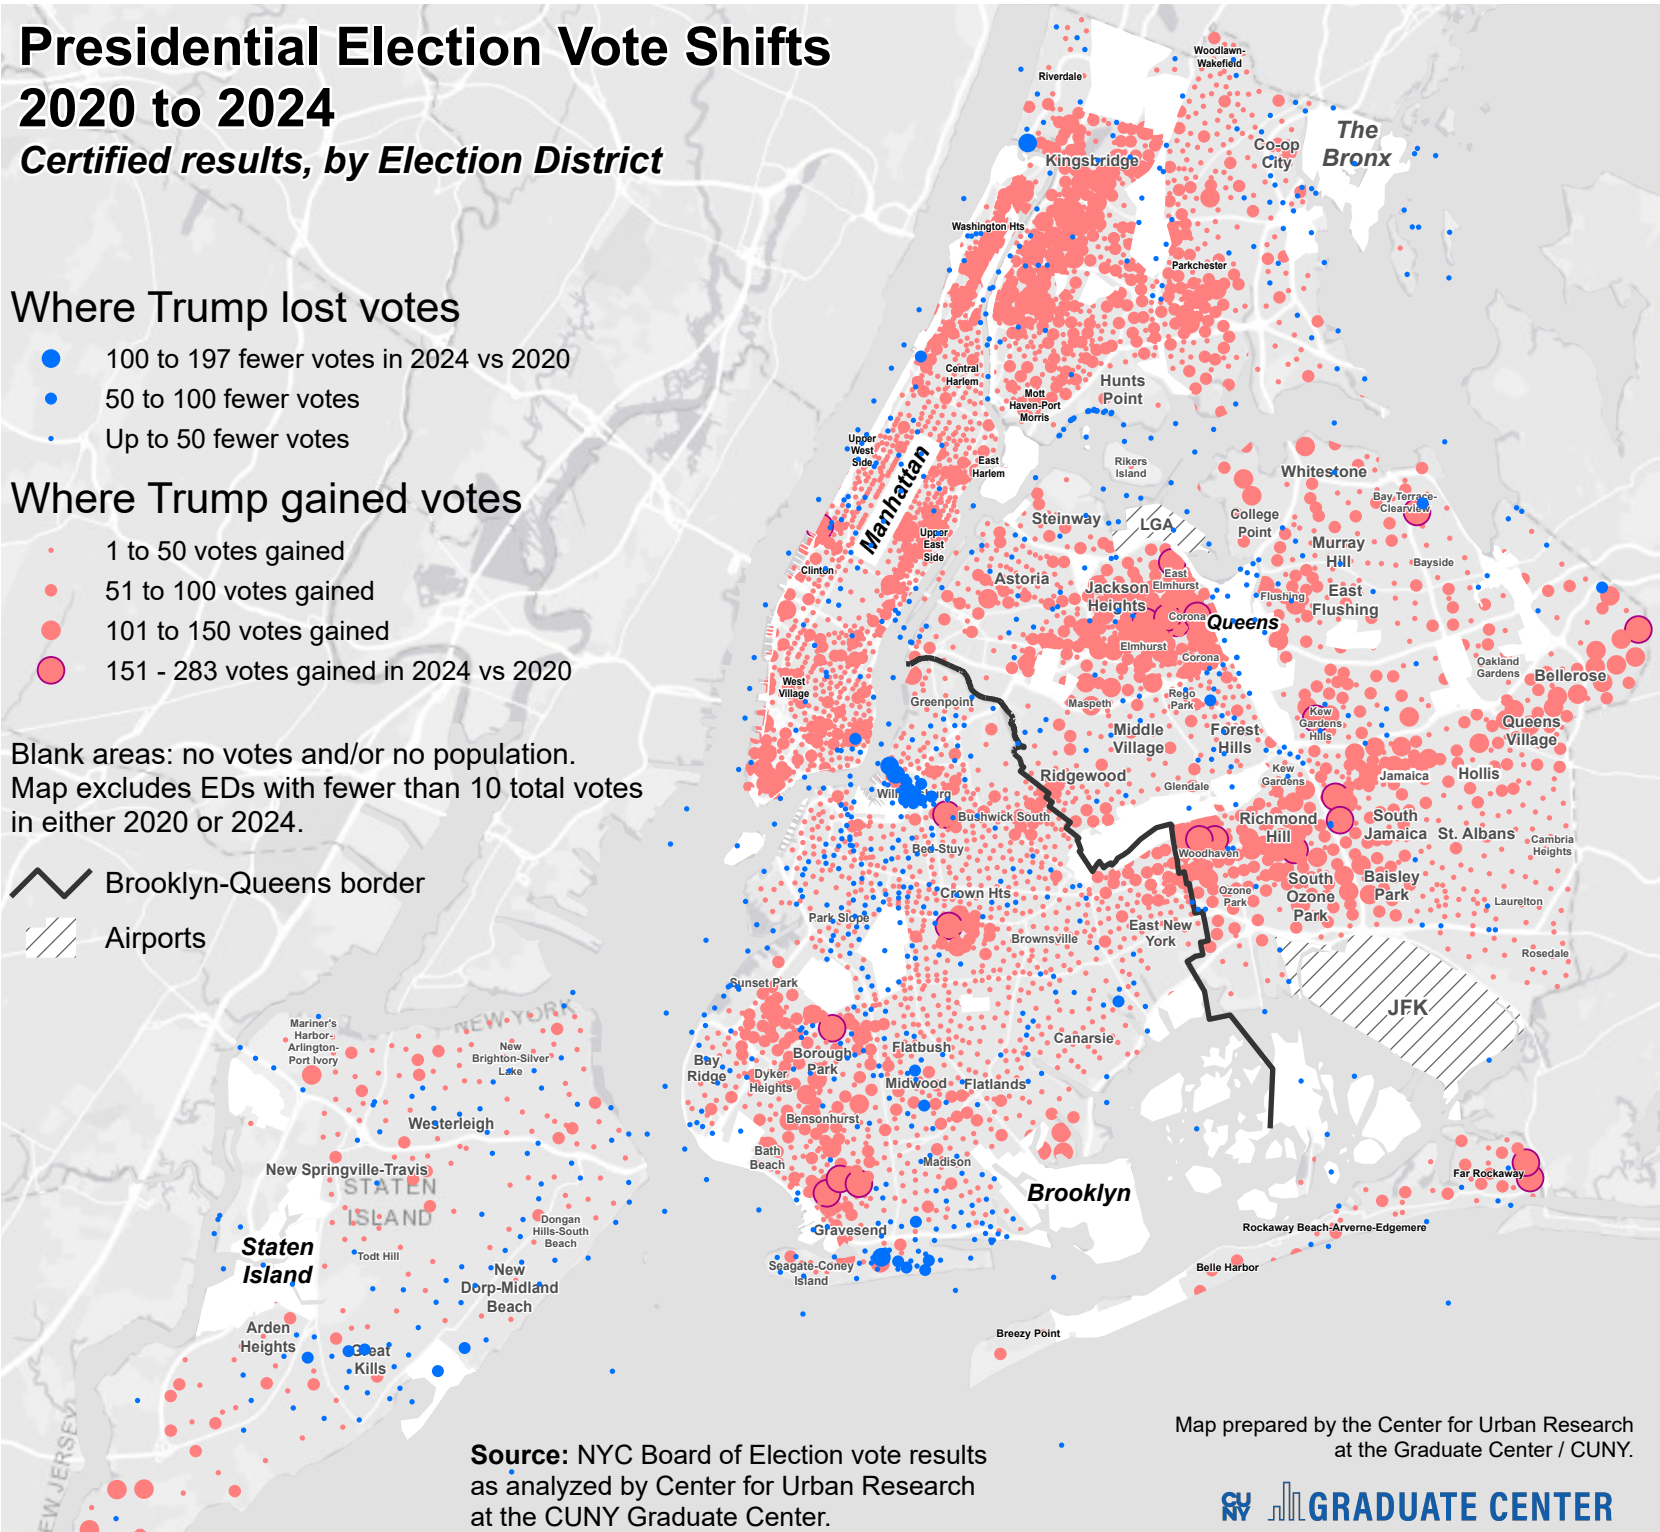 Presidential Election Vote Shifts
2020 to 2024
Certified results, by Election District
Where Trump lost votes
100 to 197 fewer votes in 2024 vs 2020
50 to 100 fewer votes
Up to 50 fewer votes
Where Trump gained votes
1 to 50 votes gained
51 to 100 votes gained
101 to 150 votes gained
151 - 283 votes gained in 2024 vs 2020
Blank areas: no votes and/or no population.
Map excludes EDs with fewer than 10 total votes
in either 2020 or 2024.
Brooklyn-Queens border
Airports
Woodlawn-
Wakefield
Riverdale
The
Bronx
Co-op
City
Kingsbridge
Washington Hts
Parkchester
Central
Harlem
Hunts
Point
Mott
Haven-Port
Morris
Upper
West
Side
Manhattan
East
Harlem
Rikers
Island
Whitestone
Bay Terrace-
Clearview
Steinway
LGA
College
Point
Upper
East
Side
Murray
Hill
Bayside
Clinton
Astoria
East
Elmhurst
Jackson
Heights
Flushing
East
Flushing
Corona
Queens
Elmhurst
Corona
Oakland
Gardens
Bellerose
West
Village
Greenpoint
Maspeth
Rego
Park
Kew
Gardens
Hills
Queens
Village
Middle
Village
Forest
Hills
Ridgewood
Kew
Gardens
Jamaica
Hollis
Glendale
Bushwick South
Richmond
Hill
South
Jamaica
St. Albans
Cambria
Heights
Bed-Stuy
Woodhaven
Crown Hts
Ozone
Park
South
Ozone
Park
Baisley
Park
Laurelton
Park Slope
East New
York
Brownsville
Rosedale
Sunset Park
JFK
NEW YORK
Mariner's
Harbor-
Arlington-
Port Ivory
New
Brighton-Silver
Lake
Canarsie
Flatbush
Borough
Park
Bay
Ridge
Dyker
Heights
Midwood
Flatlands
Westerleigh
Bensonhurst
Bath
Beach
Madison
New Springville-Travis
STATEN
ISLAND
Far Rockaway
Brooklyn
Dongan
Hills-South
Beach
Gravesend
Rockaway Beach-Arverne-Edgemere
Staten
Island
Todt Hill
Seagate-Coney
Island
Belle Harbor
New
Dorp-Midland
Beach
Arden
Heights
Great
Kills
Breezy Point
Source: NYC Board of Election vote results
as analyzed by Center for Urban Research
at the CUNY Graduate Center.
Map prepared by the Center for Urban Research
at the Graduate Center / CUNY.
CU
NY
GRADUATE CENTER